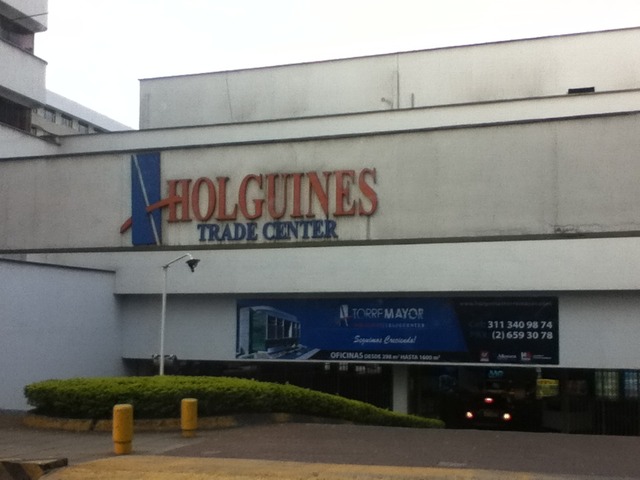 HOLGUINES
TRADE CENTER
TORRE MAYOR
Seguimos Creciendo!
OFICINAS DESDE 200 m² HASTA 1600 m²
311 340 98 74
(2) 659 30 78